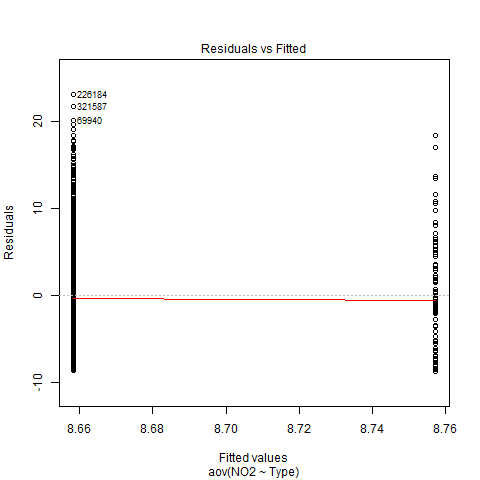 Residuals vs Fitted
226184
321587
69940
20
10
0
-10
Residuals
8.66 8.68 8.70 8.72 8.74 8.76
Fitted values
aov(NO2 ~ Type)